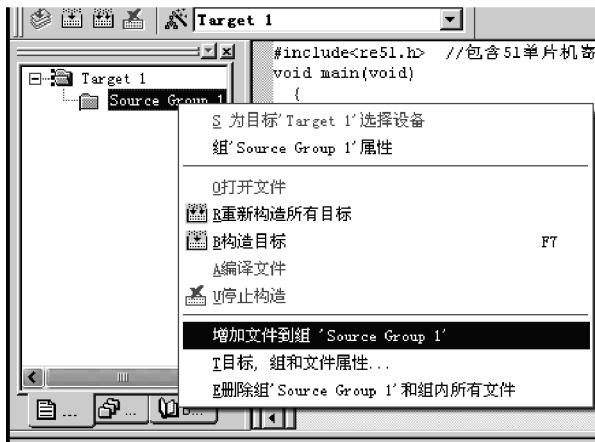 Target 1
#include<re51.h> //包含51单片机寄
Target 1
void main(void)
Source Group 1
{
S 为目标'Target 1'选择设备
组'Source Group 1'属性
O打开文件
R重新构造所有目标
B构造目标 F7
A编译文件
U停止构造
增加文件到组 'Source Group 1'
T目标, 组和文件属性...
E删除组'Source Group 1'和组内所有文件
... ...